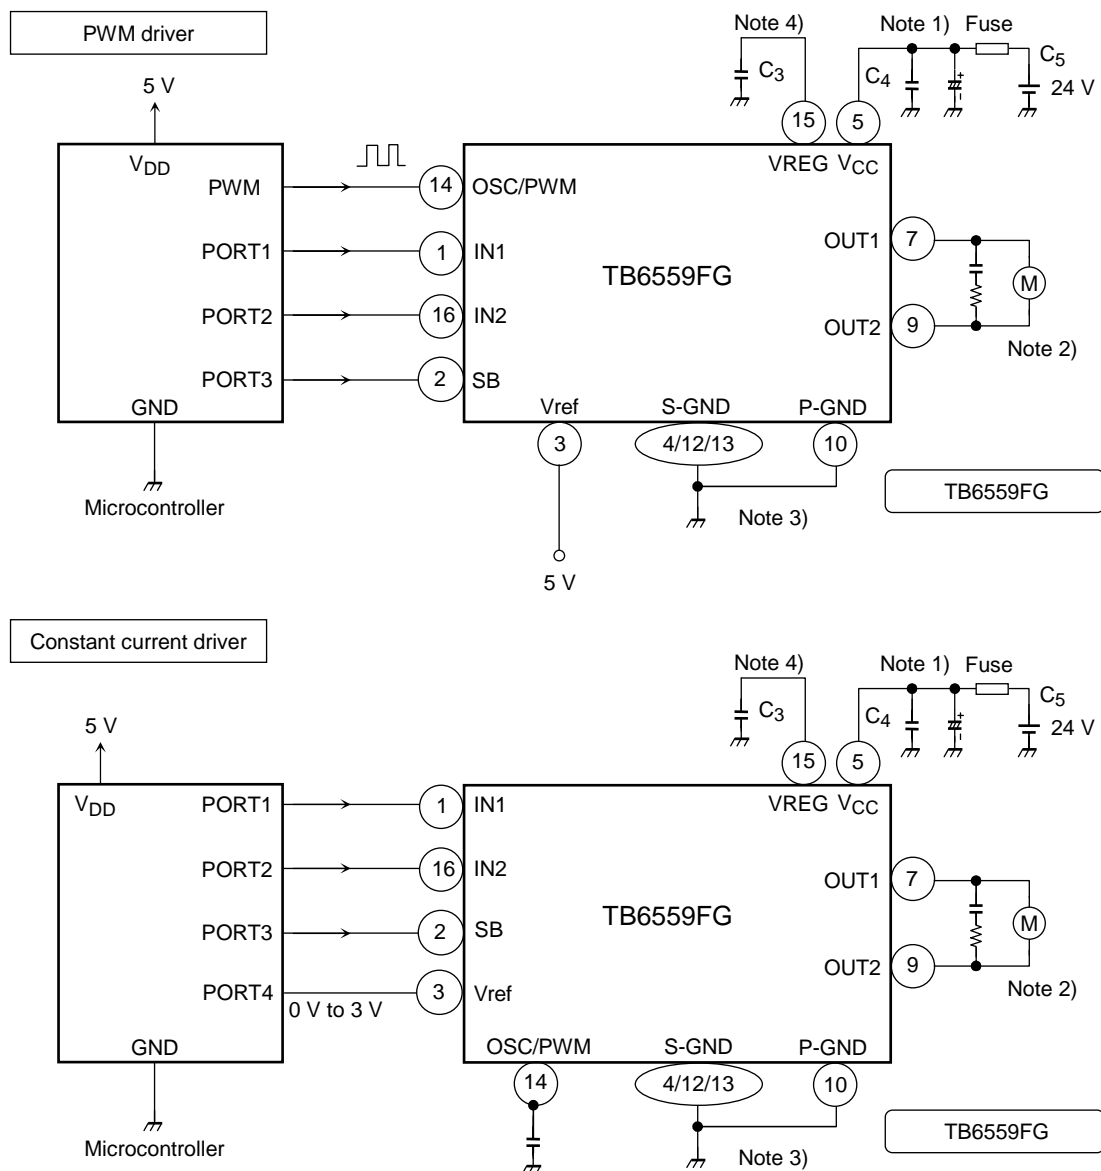 PWM driver
Note 4)
Note 1)
Fuse
C3
C4
C5
24 V
5 V
15
5
VDD
VREG
VCC
PWM
14
OSC/PWM
PORT1
1
IN1
OUT1
7
TB6559FG
M
PORT2
16
IN2
OUT2
9
Note 2)
PORT3
2
SB
GND
Vref
S-GND
P-GND
3
4/12/13
10
Microcontroller
Note 3)
TB6559FG
5 V
Constant current driver
Note 4)
Note 1)
Fuse
C3
C4
C5
24 V
5 V
15
5
VDD
VREG
VCC
PORT1
1
IN1
PORT2
16
IN2
OUT1
7
TB6559FG
M
PORT3
2
SB
OUT2
9
Note 2)
PORT4
0 V to 3 V
3
Vref
GND
OSC/PWM
S-GND
P-GND
14
4/12/13
10
Microcontroller
Note 3)
TB6559FG